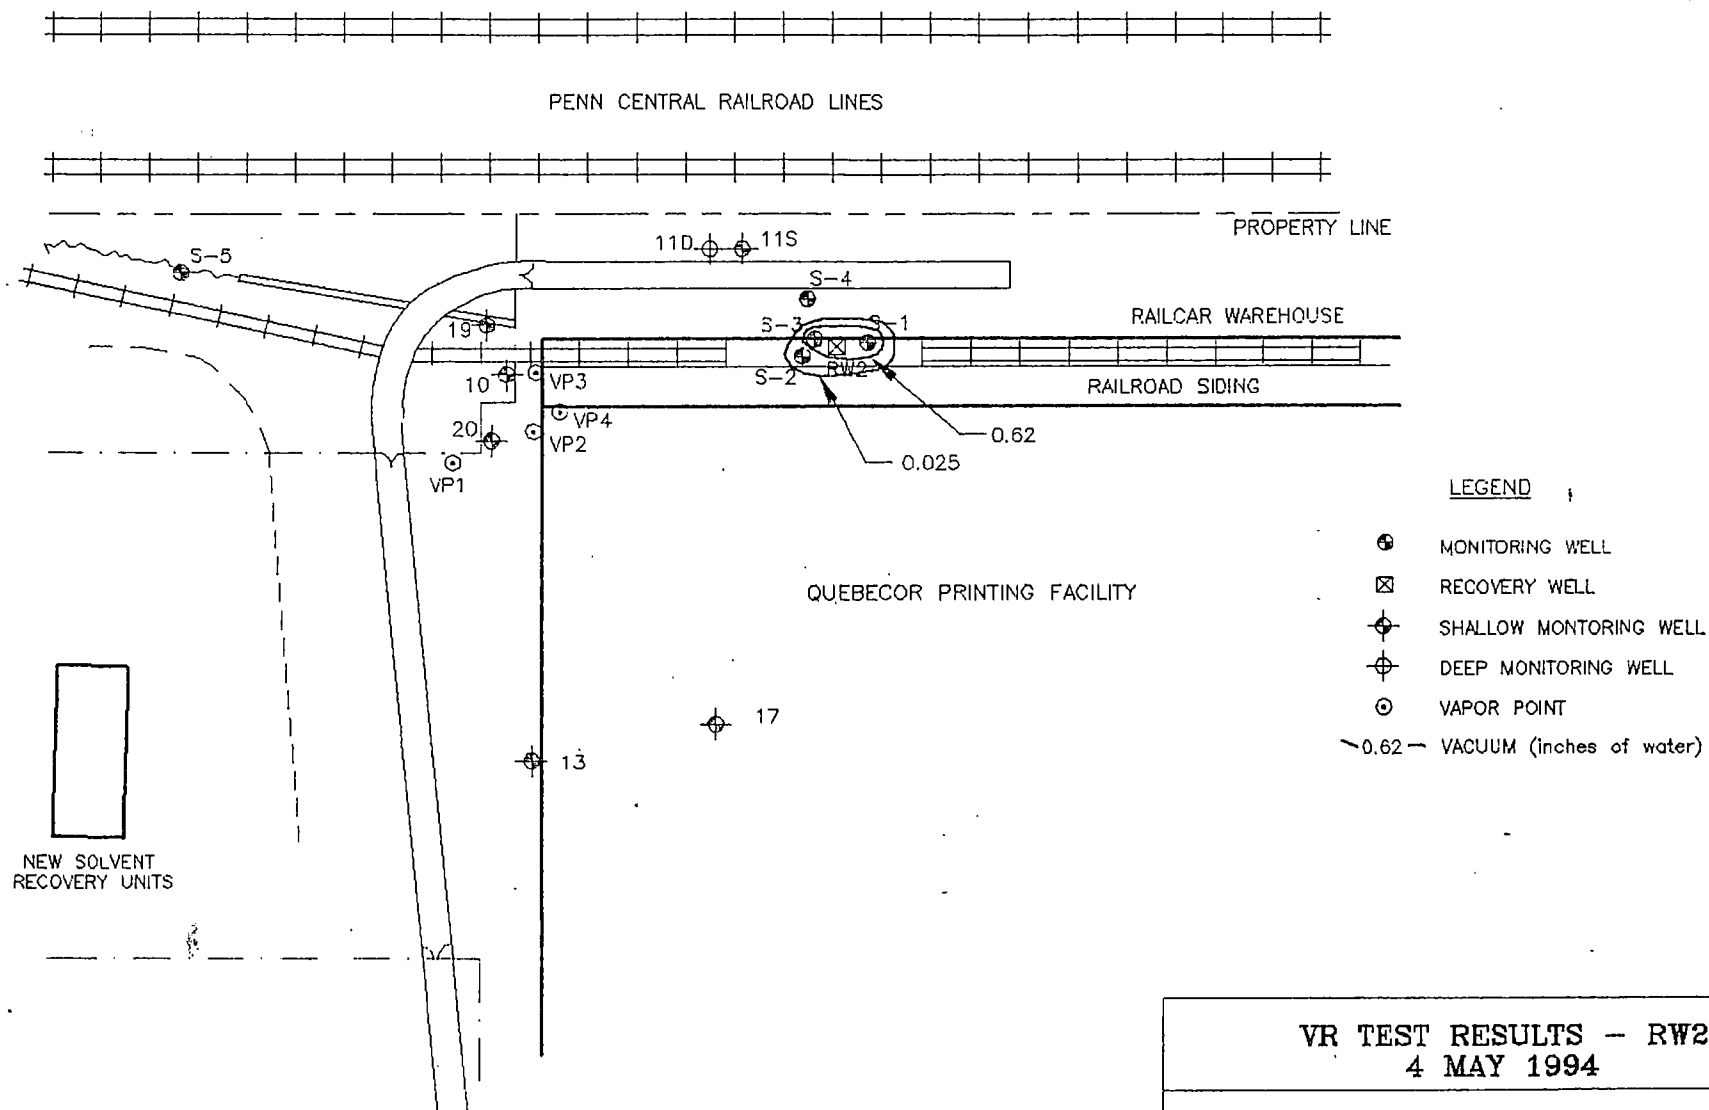 PENN CENTRAL RAILROAD LINES
PROPERTY LINE
11D
11S
S-5
S-4
19
S-3
S-1
RAILCAR WAREHOUSE
S-2
RW2
10
VP3
RAILROAD SIDING
VP4
20
VP2
0.62
0.025
VP1
LEGEND
MONITORING WELL
QUEBECOR PRINTING FACILITY
RECOVERY WELL
SHALLOW MONTORING WELL
DEEP MONITORING WELL
VAPOR POINT
17
0.62 VACUUM (inches of water)
13
NEW SOLVENT
RECOVERY UNITS
VR TEST RESULTS - RW2
4 MAY 1994